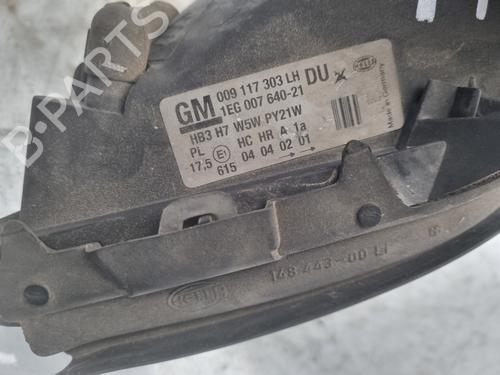 GM 009 117 303 LH DU
1EG 007 640-21
HELLA
HB3 H7 W5W PY21W
PL E1 HC HR A 1a
17,5 615 04 04 02 01
Made in Germany
HELLA 148 443-00 LI